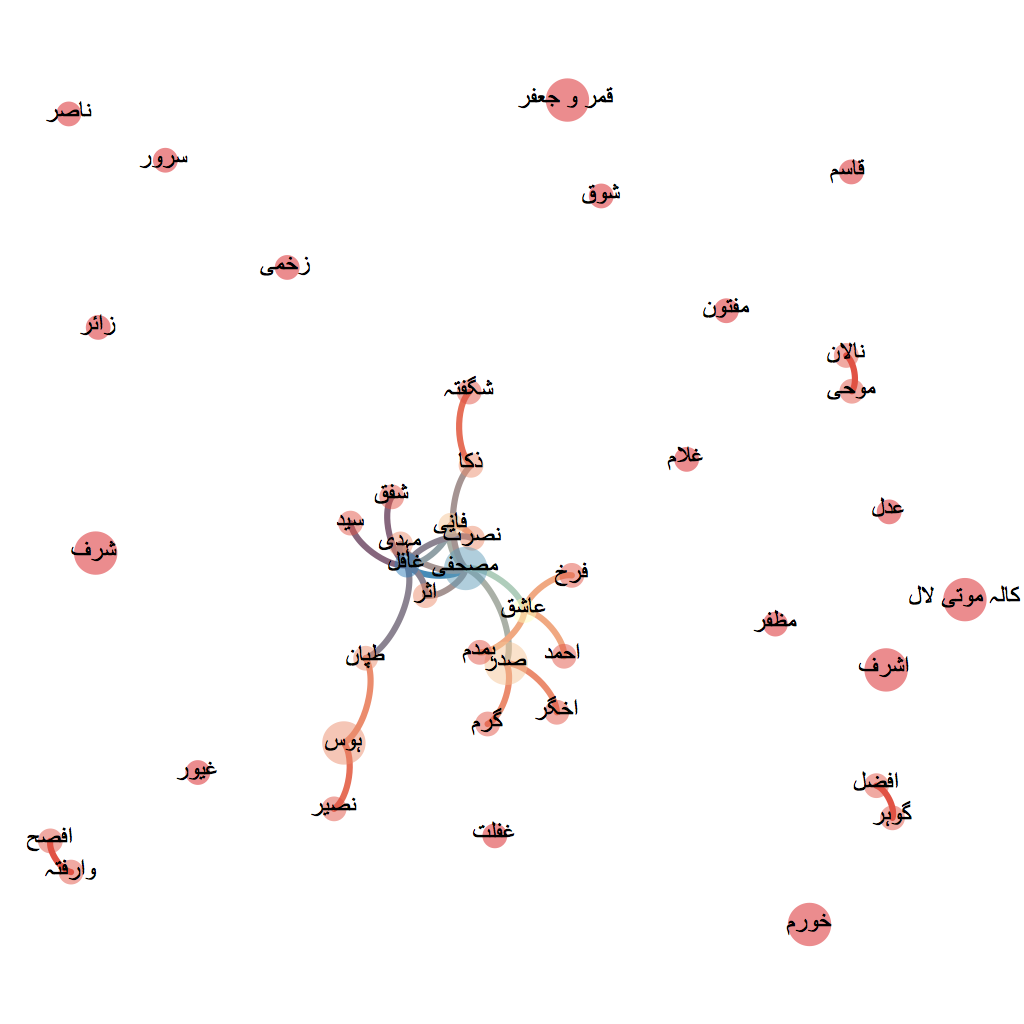 قمر و جعفر
ناصر
سرور
قاسم
شوق
زخمی
مفتون
زائر
نالان
موحی
شگفتہ
غلام
ذکا
شفق
عدل
سید
فانی
نصرت
مہدی
شرف
غافل
مصحفی
فرخ
اثر
کالہ موتی لال
عاشق
مظفر
ہمدم
احمد
طپان
صدر
اشرف
اخگر
گرم
ہوس
غیور
افضل
نصیر
گوہر
غفلت
افصح
وارفتہ
خورم